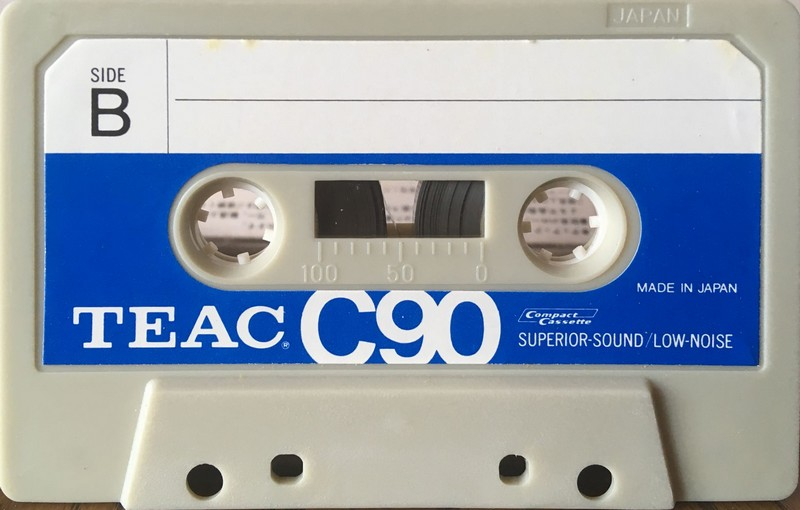 JAPAN
SIDE
B
100 50 0
MADE IN JAPAN
TEAC® C90
Compact
Cassette
SUPERIOR-SOUND/LOW-NOISE